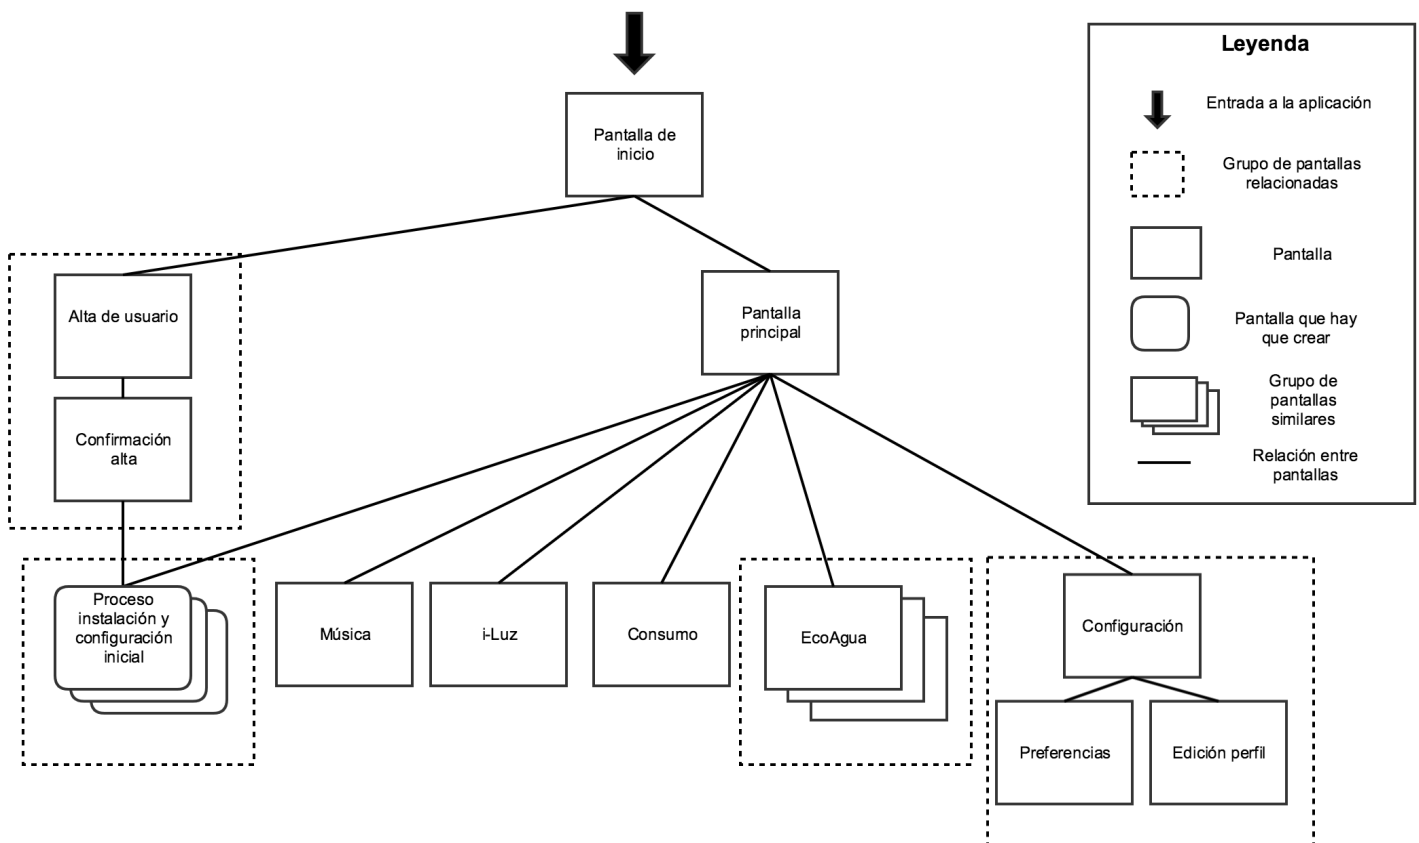 Leyenda
Entrada a la aplicación
Grupo de pantallas
relacionadas
Pantalla
Pantalla que hay
que crear
Grupo de
pantallas
similares
Relación entre
pantallas
Pantalla de
inicio
Alta de usuario
Pantalla
principal
Confirmación
alta
Proceso
instalación y
configuración
inicial
Música
i-Luz
Consumo
EcoAgua
Configuración
Preferencias
Edición perfil